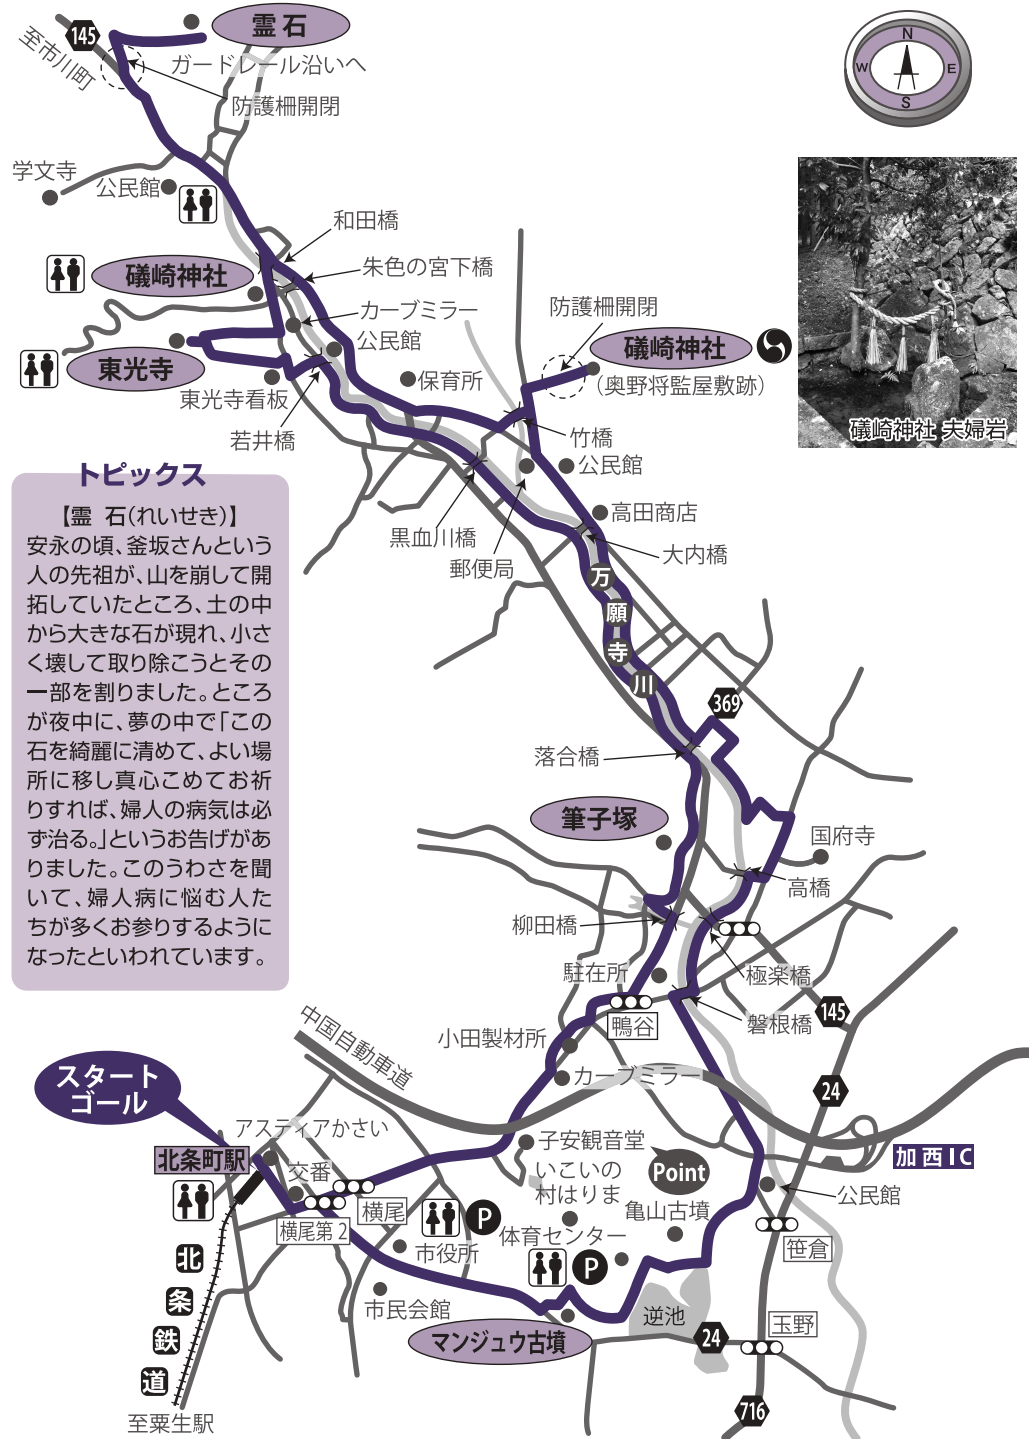 霊石
145
至市川町
ガードレール沿いへ
防護柵開閉
N
W
E
S
学文寺
公民館
和田橋
礒崎神社
朱色の宮下橋
カーブミラー
公民館
東光寺
東光寺看板
若井橋
保育所
防護柵開閉
礒崎神社
（奥野将監屋敷跡）
竹橋
公民館
礒崎神社 夫婦岩
黒血川橋
郵便局
高田商店
大内橋
万
願
寺
川
トピックス
【霊 石（れいせき）】
安永の頃、釜坂さんという
人の先祖が、山を崩して開
拓していたところ、土の中
から大きな石が現れ、小さ
く壊して取り除こうとその
一部を割りました。ところ
が夜中に、夢の中で「この
石を綺麗に清めて、よい場
所に移し真心こめてお祈
りすれば、婦人の病気は必
ず治る。」というお告げがあ
りました。このうわさを聞
いて、婦人病に悩む人た
ちが多くお参りするように
なったといわれています。
369
落合橋
筆子塚
国府寺
高橋
柳田橋
駐在所
極楽橋
磐根橋
鴨谷
145
小田製材所
中国自動車道
カーブミラー
24
スタート
ゴール
アスティアかさい
北条町駅
交番
子安観音堂
いこいの
村はりま
Point
加西IC
公民館
横尾
横尾第2
P
市役所
体育センター
P
亀山古墳
笹倉
市民会館
マンジュウ古墳
逆池
24
玉野
716
北
条
鉄
道
至粟生駅